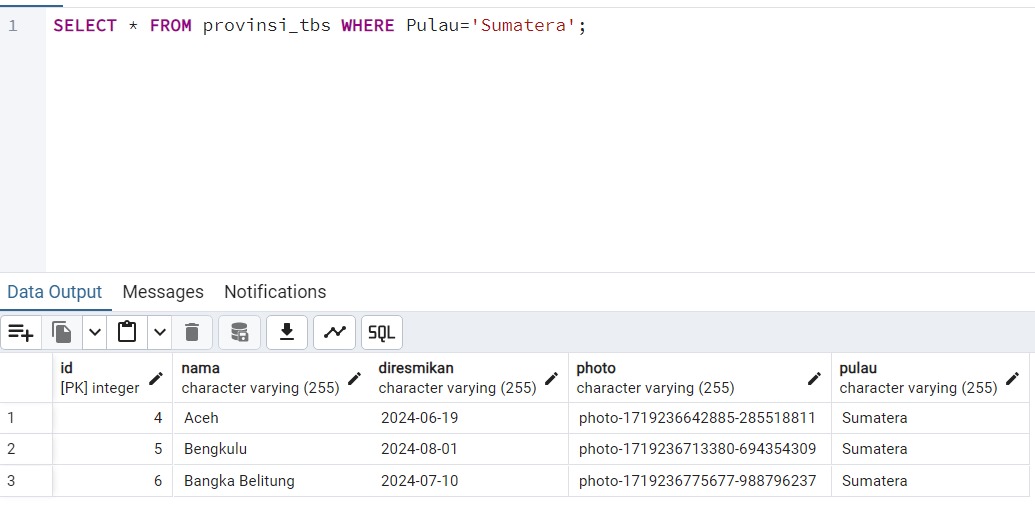 1 SELECT * FROM provinsi_tbs WHERE Pulau='Sumatera';
Data Output Messages Notifications
SQL
id nama diresmikan photo pulau
[PK] integer character varying (255) character varying (255) character varying (255) character varying (255)
1 4 Aceh 2024-06-19 photo-1719236642885-285518811 Sumatera
2 5 Bengkulu 2024-08-01 photo-1719236713380-694354309 Sumatera
3 6 Bangka Belitung 2024-07-10 photo-1719236775677-988796237 Sumatera